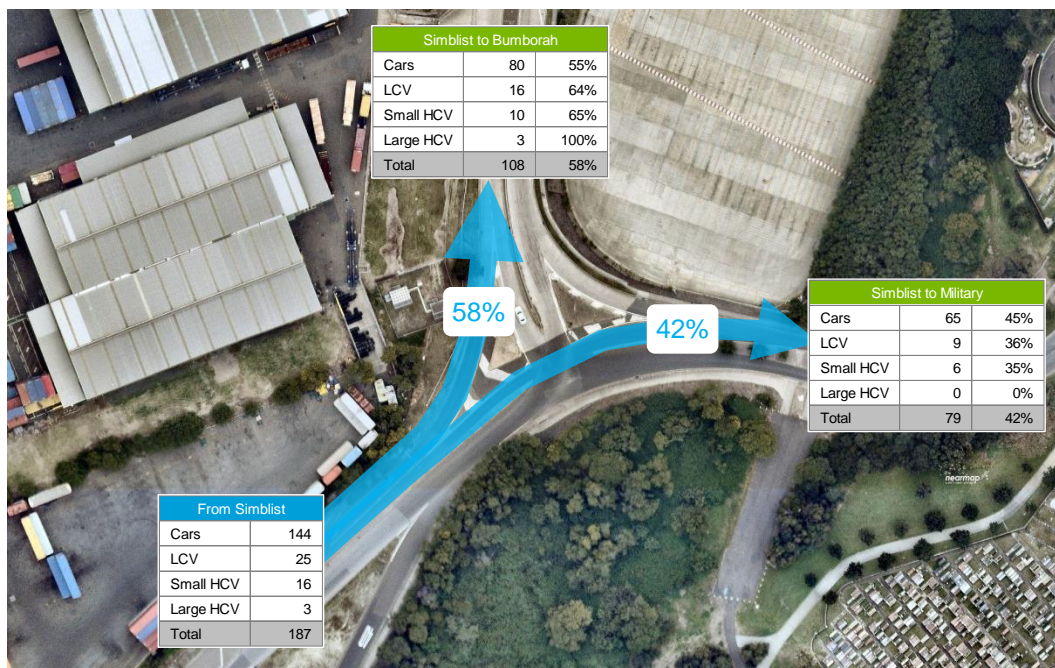 Simblist to Bumborah
Cars 80 55%
LCV 16 64%
Small HCV 10 65%
Large HCV 3 100%
Total 108 58%
58%
42%
Simblist to Military
Cars 65 45%
LCV 9 36%
Small HCV 6 35%
Large HCV 0 0%
Total 79 42%
nearmap
From Simblist
Cars 144
LCV 25
Small HCV 16
Large HCV 3
Total 187